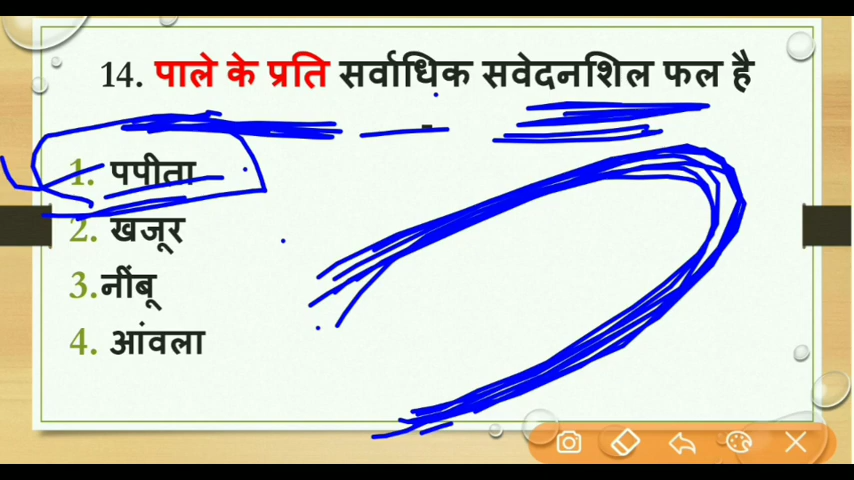 14. पाले के प्रति सर्वाधिक सवेदनशिल फल है
1. पपीता
2. खजूर
3.नींबू
4. आंवला